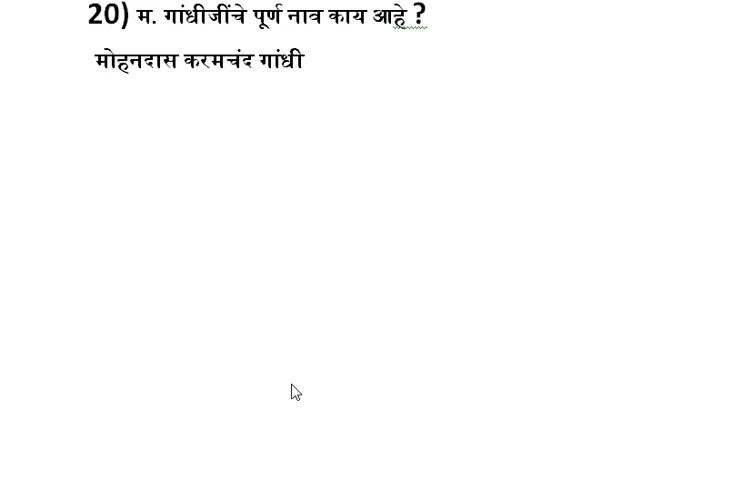 20) म. गांधीजींचे पूर्ण नाव काय आहे ?
मोहनदास करमचंद गांधी